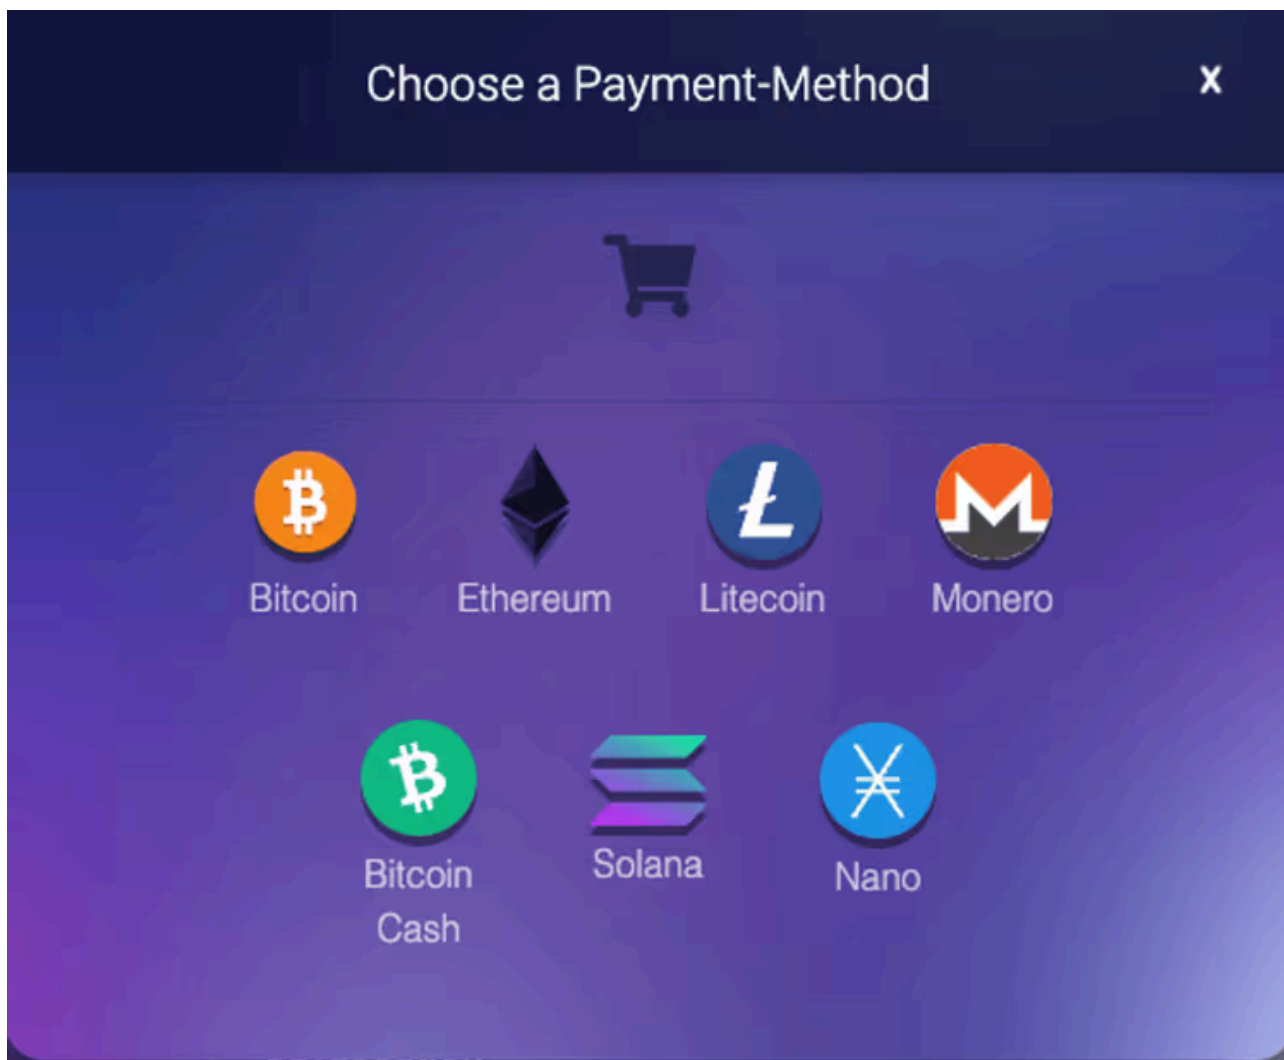 Choose a Payment-Method
X
Bitcoin
Ethereum
Litecoin
Monero
Bitcoin
Cash
Solana
Nano